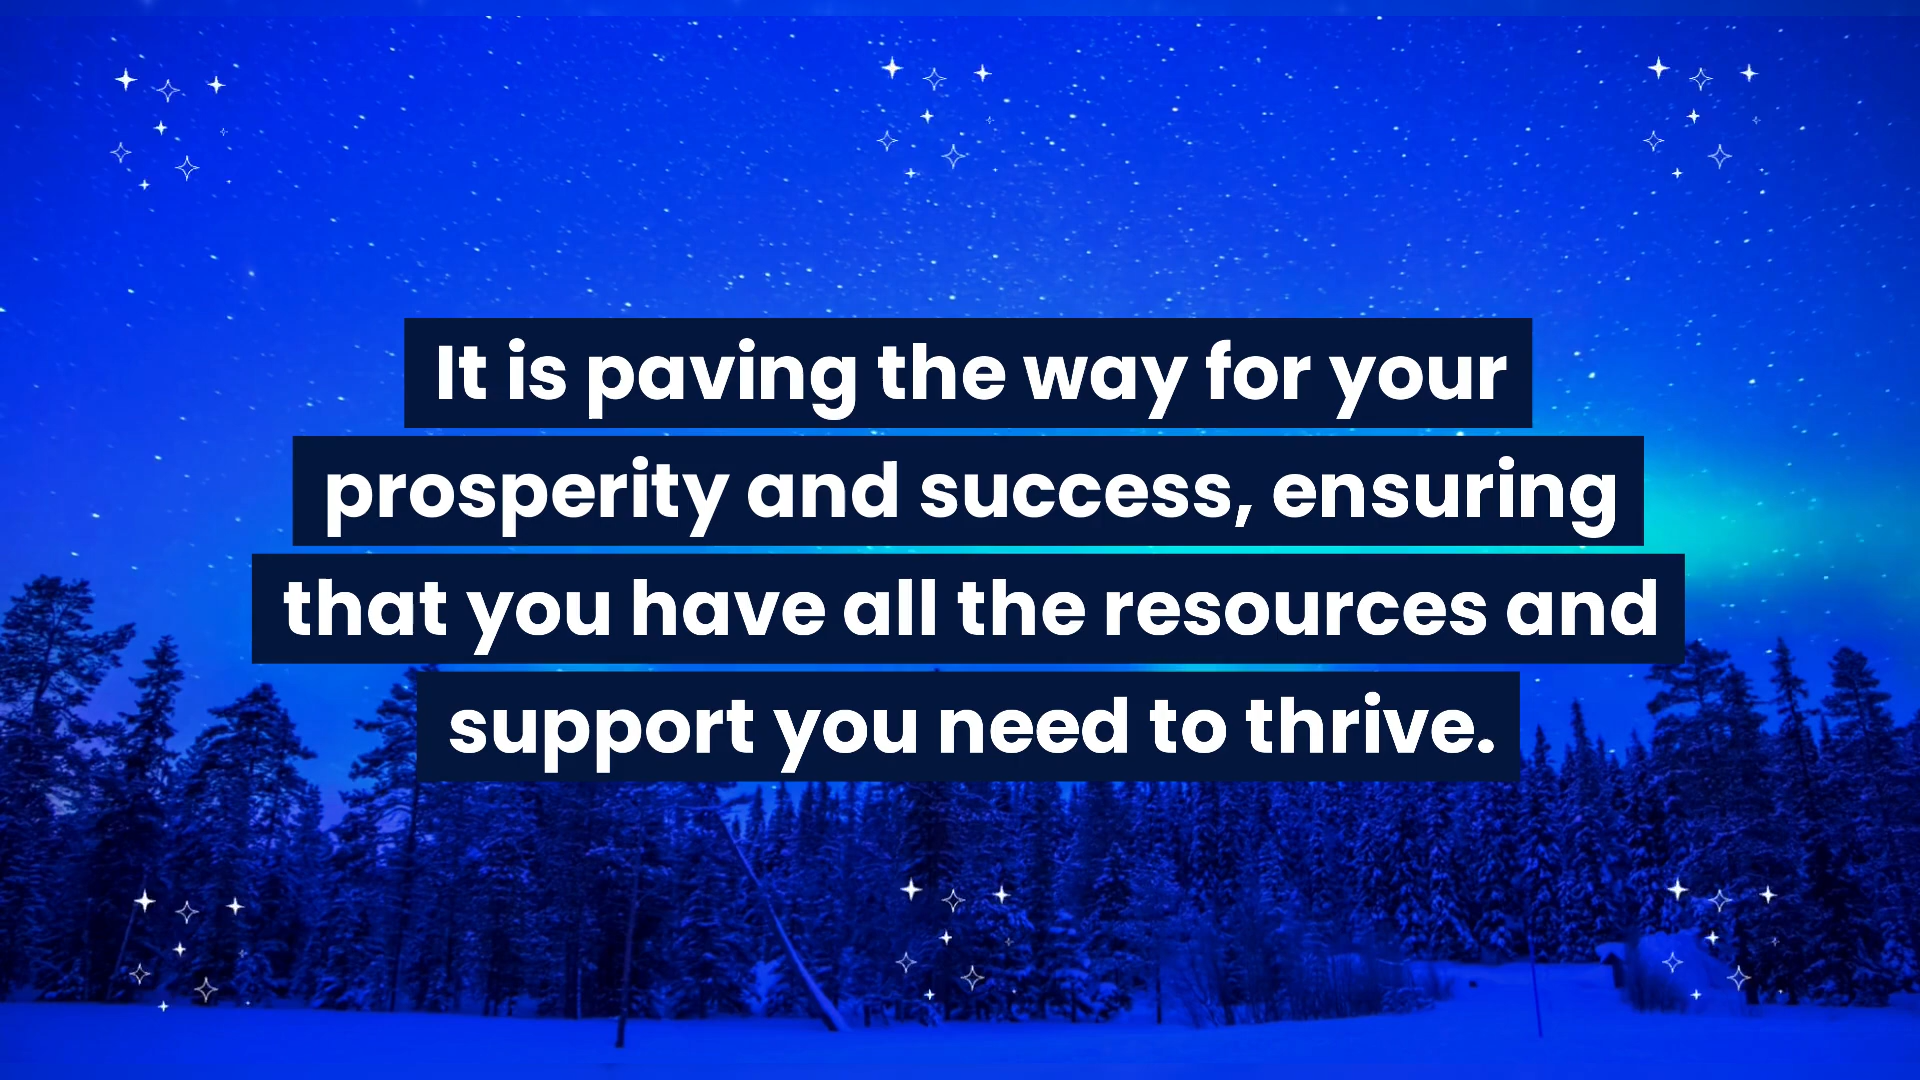 It is paving the way for your
prosperity and success, ensuring
that you have all the resources and
support you need to thrive.